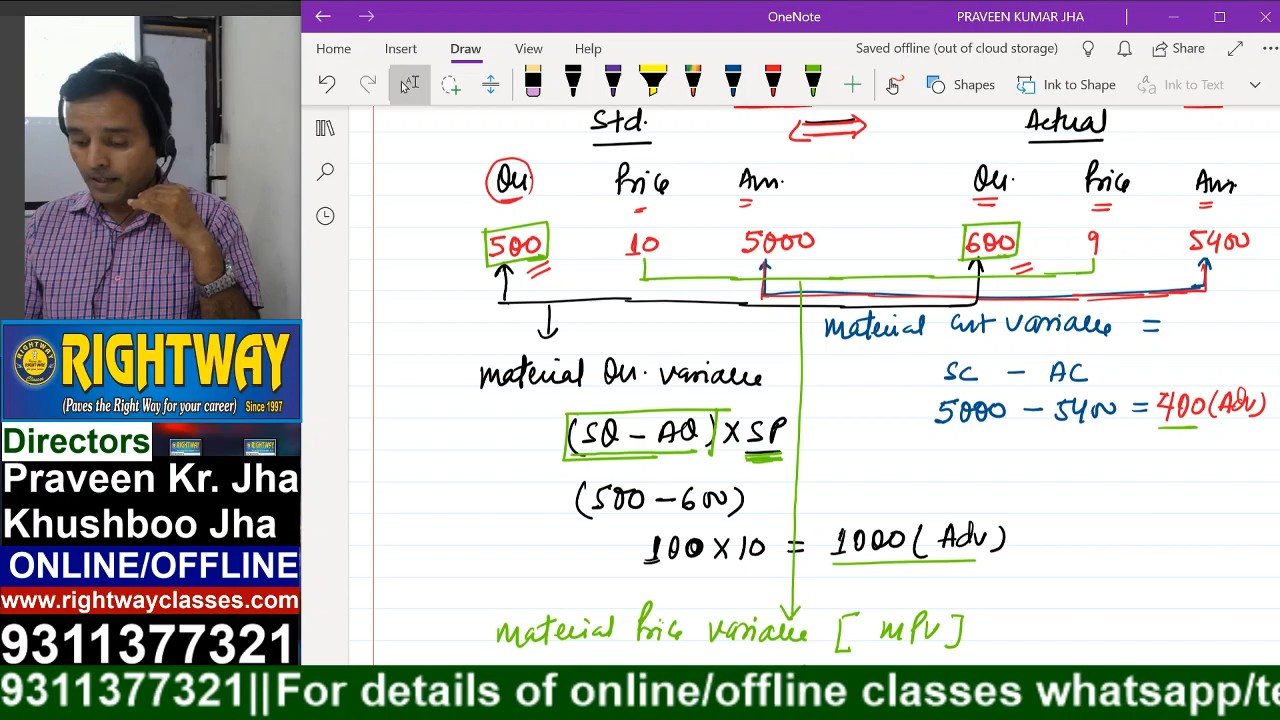 OneNote
PRAVEEN KUMAR JHA
Home Insert Draw View Help
Saved offline (out of cloud storage)
Share
Shapes
Ink to Shape
Ink to Text
Std. Actual
Qu. Price Am. Qu. Price Am
500 10 5000 600 9 5400
material Cost variance =
SC - AC
5000 - 5400 = 400 (Adv)
material Qu. variance
(SQ - AQ) X SP
(500 - 600)
100 X 10 = 1000 (Adv)
material Price variance [MPV]
RIGHTWAY
(Paves the Right Way for your career) Since 1997
Directors
Praveen Kr. Jha
Khushboo Jha
ONLINE/OFFLINE
www.rightwayclasses.com
9311377321
9311377321||For details of online/offline classes whatsapp/te